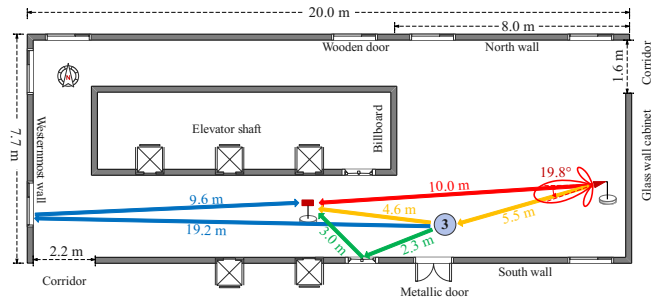 20.0 m
8.0 m
Wooden door
North wall
N
1.6 m
Corridor
7.7 m
Westernmost wall
Elevator shaft
Billboard
Glass wall cabinet
19.8°
10.0 m
9.6 m
4.6 m
5.5 m
19.2 m
3.0 m
2.3 m
3
2.2 m
Corridor
South wall
Metallic door